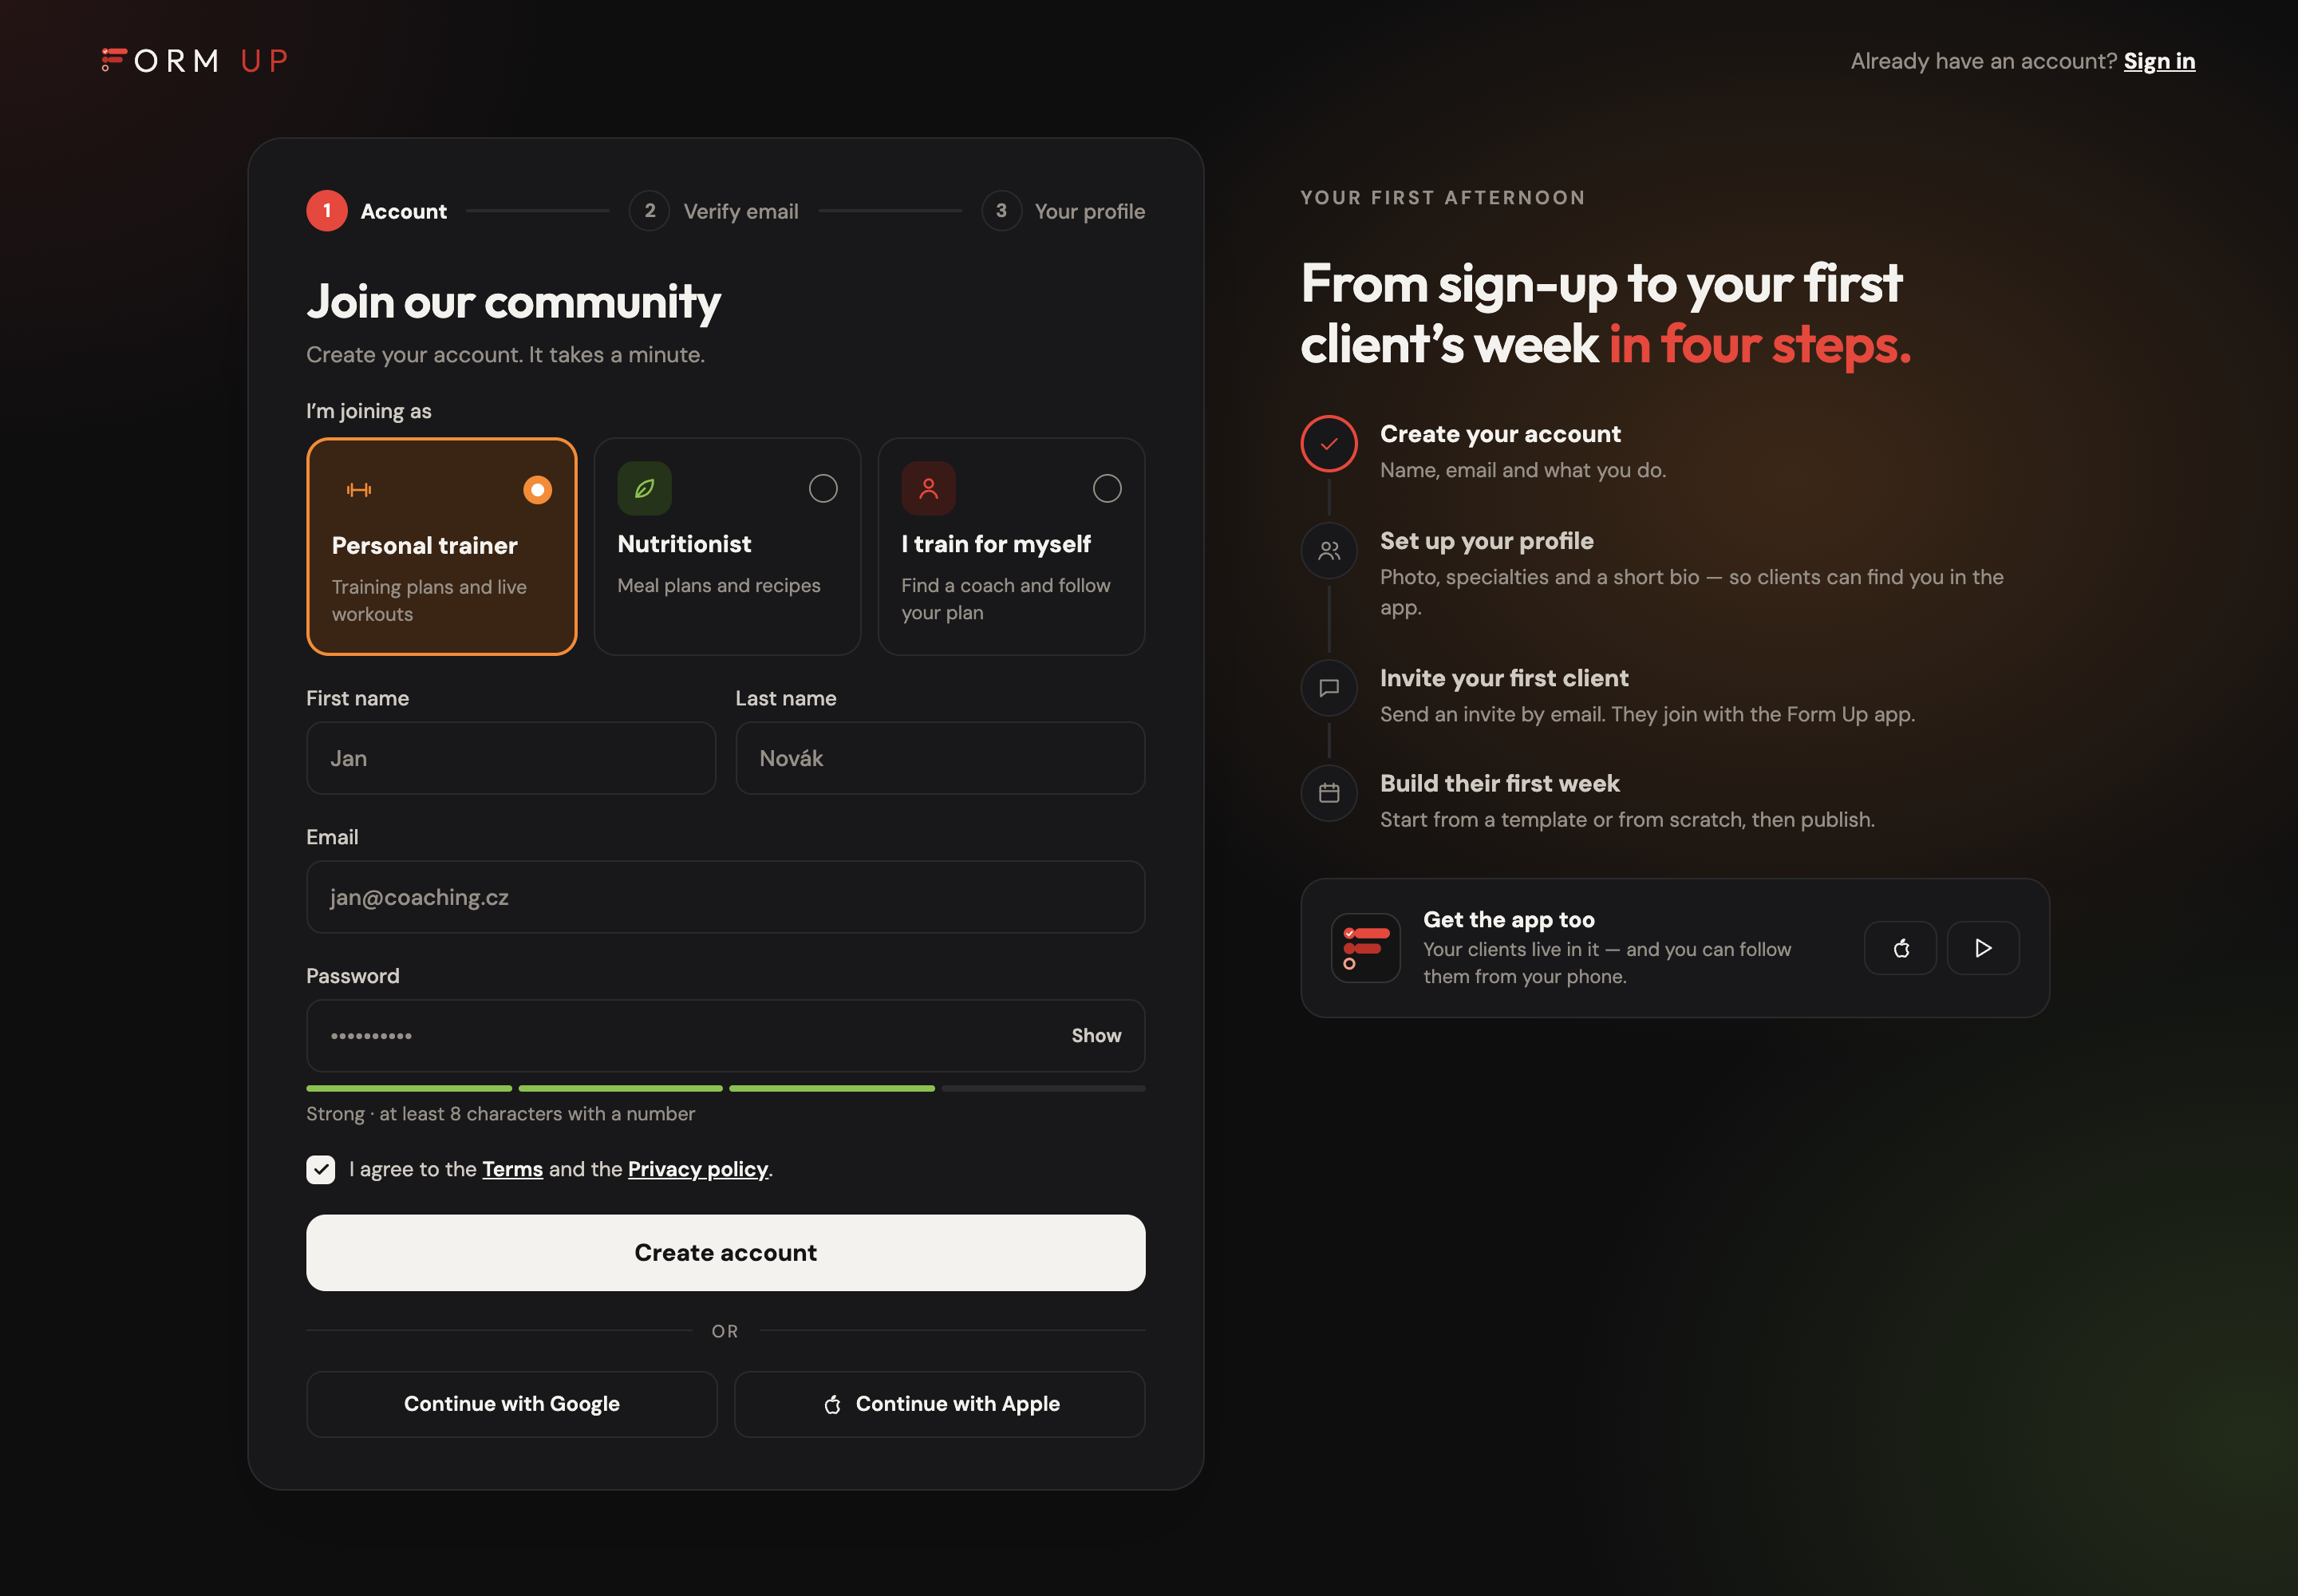 FORM UP
Already have an account? Sign in
1 Account
2 Verify email
3 Your profile
Join our community
Create your account. It takes a minute.
I’m joining as
Personal trainer
Training plans and live
workouts
Nutritionist
Meal plans and recipes
I train for myself
Find a coach and follow
your plan
First name
Last name
Jan
Novák
Email
jan@coaching.cz
Password
••••••••••
Show
Strong · at least 8 characters with a number
I agree to the Terms and the Privacy policy.
Create account
OR
Continue with Google
Continue with Apple
YOUR FIRST AFTERNOON
From sign-up to your first
client’s week in four steps.
Create your account
Name, email and what you do.
Set up your profile
Photo, specialties and a short bio — so clients can find you in the
app.
Invite your first client
Send an invite by email. They join with the Form Up app.
Build their first week
Start from a template or from scratch, then publish.
Get the app too
Your clients live in it — and you can follow
them from your phone.